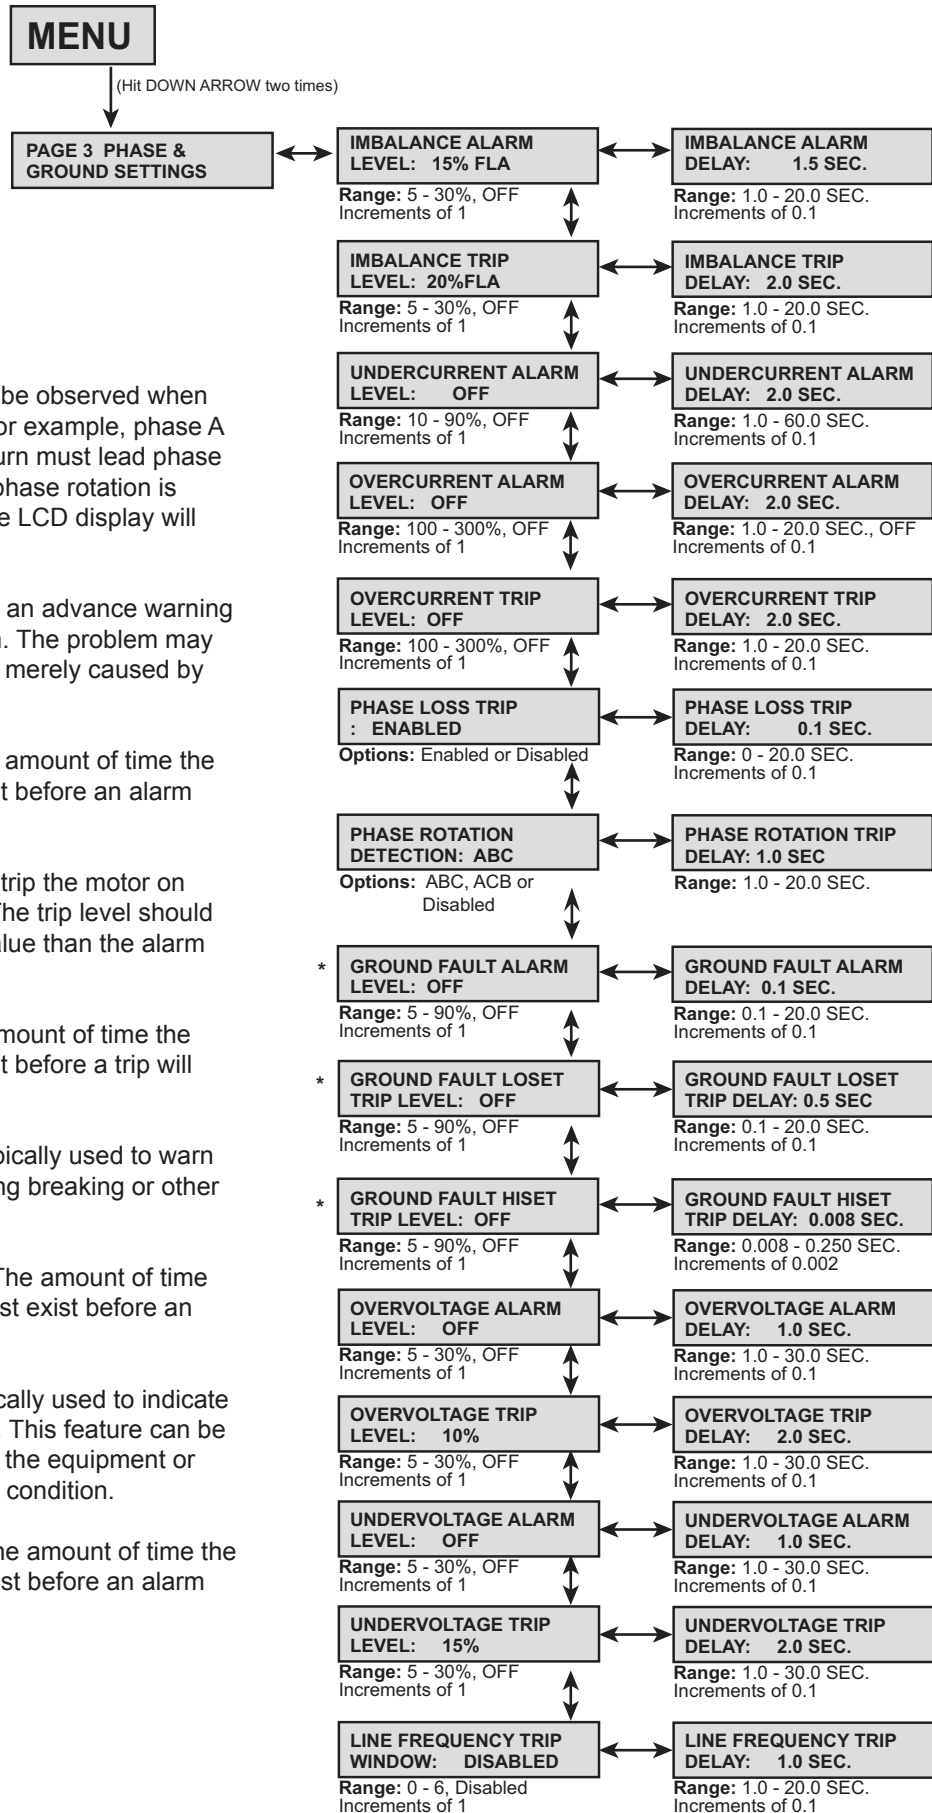 MENU
(Hit DOWN ARROW two times)
PAGE 3 PHASE &
GROUND SETTINGS
IMBALANCE ALARM
LEVEL: 15% FLA
Range: 5 - 30%, OFF
Increments of 1
IMBALANCE ALARM
DELAY: 1.5 SEC.
Range: 1.0 - 20.0 SEC.
Increments of 0.1
IMBALANCE TRIP
LEVEL: 20%FLA
Range: 5 - 30%, OFF
Increments of 1
IMBALANCE TRIP
DELAY: 2.0 SEC.
Range: 1.0 - 20.0 SEC.
Increments of 0.1
UNDERCURRENT ALARM
LEVEL: OFF
Range: 10 - 90%, OFF
Increments of 1
UNDERCURRENT ALARM
DELAY: 2.0 SEC.
Range: 1.0 - 60.0 SEC.
Increments of 0.1
OVERCURRENT ALARM
LEVEL: OFF
Range: 100 - 300%, OFF
Increments of 1
OVERCURRENT ALARM
DELAY: 2.0 SEC.
Range: 1.0 - 20.0 SEC., OFF
Increments of 0.1
OVERCURRENT TRIP
LEVEL: OFF
Range: 100 - 300%, OFF
Increments of 1
OVERCURRENT TRIP
DELAY: 2.0 SEC.
Range: 1.0 - 20.0 SEC.
Increments of 0.1
PHASE LOSS TRIP
: ENABLED
Options: Enabled or Disabled
PHASE LOSS TRIP
DELAY: 0.1 SEC.
Range: 0 - 20.0 SEC.
Increments of 0.1
PHASE ROTATION
DETECTION: ABC
Options: ABC, ACB or
Disabled
PHASE ROTATION TRIP
DELAY: 1.0 SEC
Range: 1.0 - 20.0 SEC.
* GROUND FAULT ALARM
LEVEL: OFF
Range: 5 - 90%, OFF
Increments of 1
GROUND FAULT ALARM
DELAY: 0.1 SEC.
Range: 0.1 - 20.0 SEC.
Increments of 0.1
* GROUND FAULT LOSET
TRIP LEVEL: OFF
Range: 5 - 90%, OFF
Increments of 1
GROUND FAULT LOSET
TRIP DELAY: 0.5 SEC
Range: 0.1 - 20.0 SEC.
Increments of 0.1
* GROUND FAULT HISET
TRIP LEVEL: OFF
Range: 5 - 90%, OFF
Increments of 1
GROUND FAULT HISET
TRIP DELAY: 0.008 SEC.
Range: 0.008 - 0.250 SEC.
Increments of 0.002
OVERVOLTAGE ALARM
LEVEL: OFF
Range: 5 - 30%, OFF
Increments of 1
OVERVOLTAGE ALARM
DELAY: 1.0 SEC.
Range: 1.0 - 30.0 SEC.
Increments of 0.1
OVERVOLTAGE TRIP
LEVEL: 10%
Range: 5 - 30%, OFF
Increments of 1
OVERVOLTAGE TRIP
DELAY: 2.0 SEC.
Range: 1.0 - 30.0 SEC.
Increments of 0.1
UNDERVOLTAGE ALARM
LEVEL: OFF
Range: 5 - 30%, OFF
Increments of 1
UNDERVOLTAGE ALARM
DELAY: 1.0 SEC.
Range: 1.0 - 30.0 SEC.
Increments of 0.1
UNDERVOLTAGE TRIP
LEVEL: 15%
Range: 5 - 30%, OFF
Increments of 1
UNDERVOLTAGE TRIP
DELAY: 2.0 SEC.
Range: 1.0 - 30.0 SEC.
Increments of 0.1
LINE FREQUENCY TRIP
WINDOW: DISABLED
Range: 0 - 6, Disabled
Increments of 1
LINE FREQUENCY TRIP
DELAY: 1.0 SEC.
Range: 1.0 - 20.0 SEC.
Increments of 0.1
be observed when
or example, phase A
urn must lead phase
phase rotation is
e LCD display will
an advance warning
. The problem may
merely caused by
amount of time the
t before an alarm
trip the motor on
The trip level should
alue than the alarm
mount of time the
t before a trip will
pically used to warn
ng breaking or other
The amount of time
st exist before an
cally used to indicate
. This feature can be
the equipment or
condition.
he amount of time the
st before an alarm